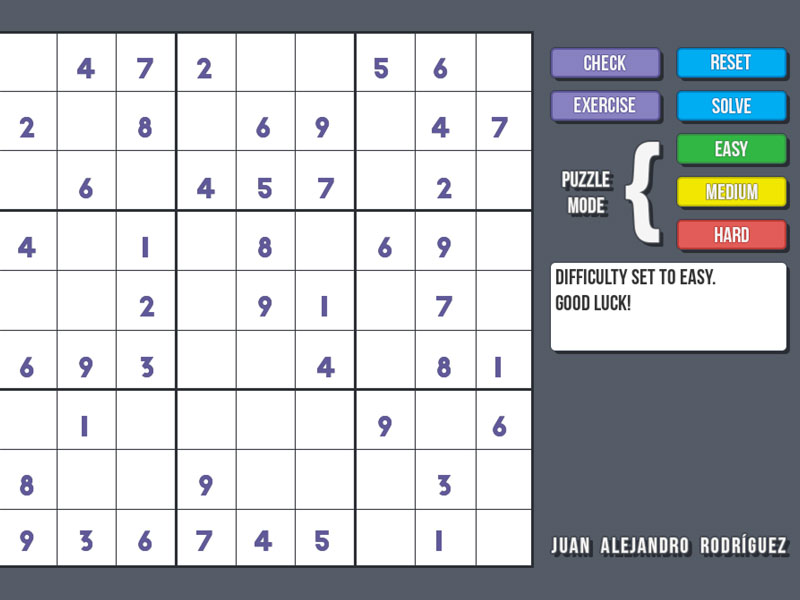 4 7 2 5 6
2 8 6 9 4 7
6 4 5 7 2
4 1 8 6 9
2 9 1 7
6 9 3 4 8 1
1 9 6
8 9 3
9 3 6 7 4 5 1
CHECK RESET
EXERCISE SOLVE
EASY
PUZZLE
MODE
{
MEDIUM
HARD
DIFFICULTY SET TO EASY.
GOOD LUCK!
JUAN ALEJANDRO RODRÍGUEZ